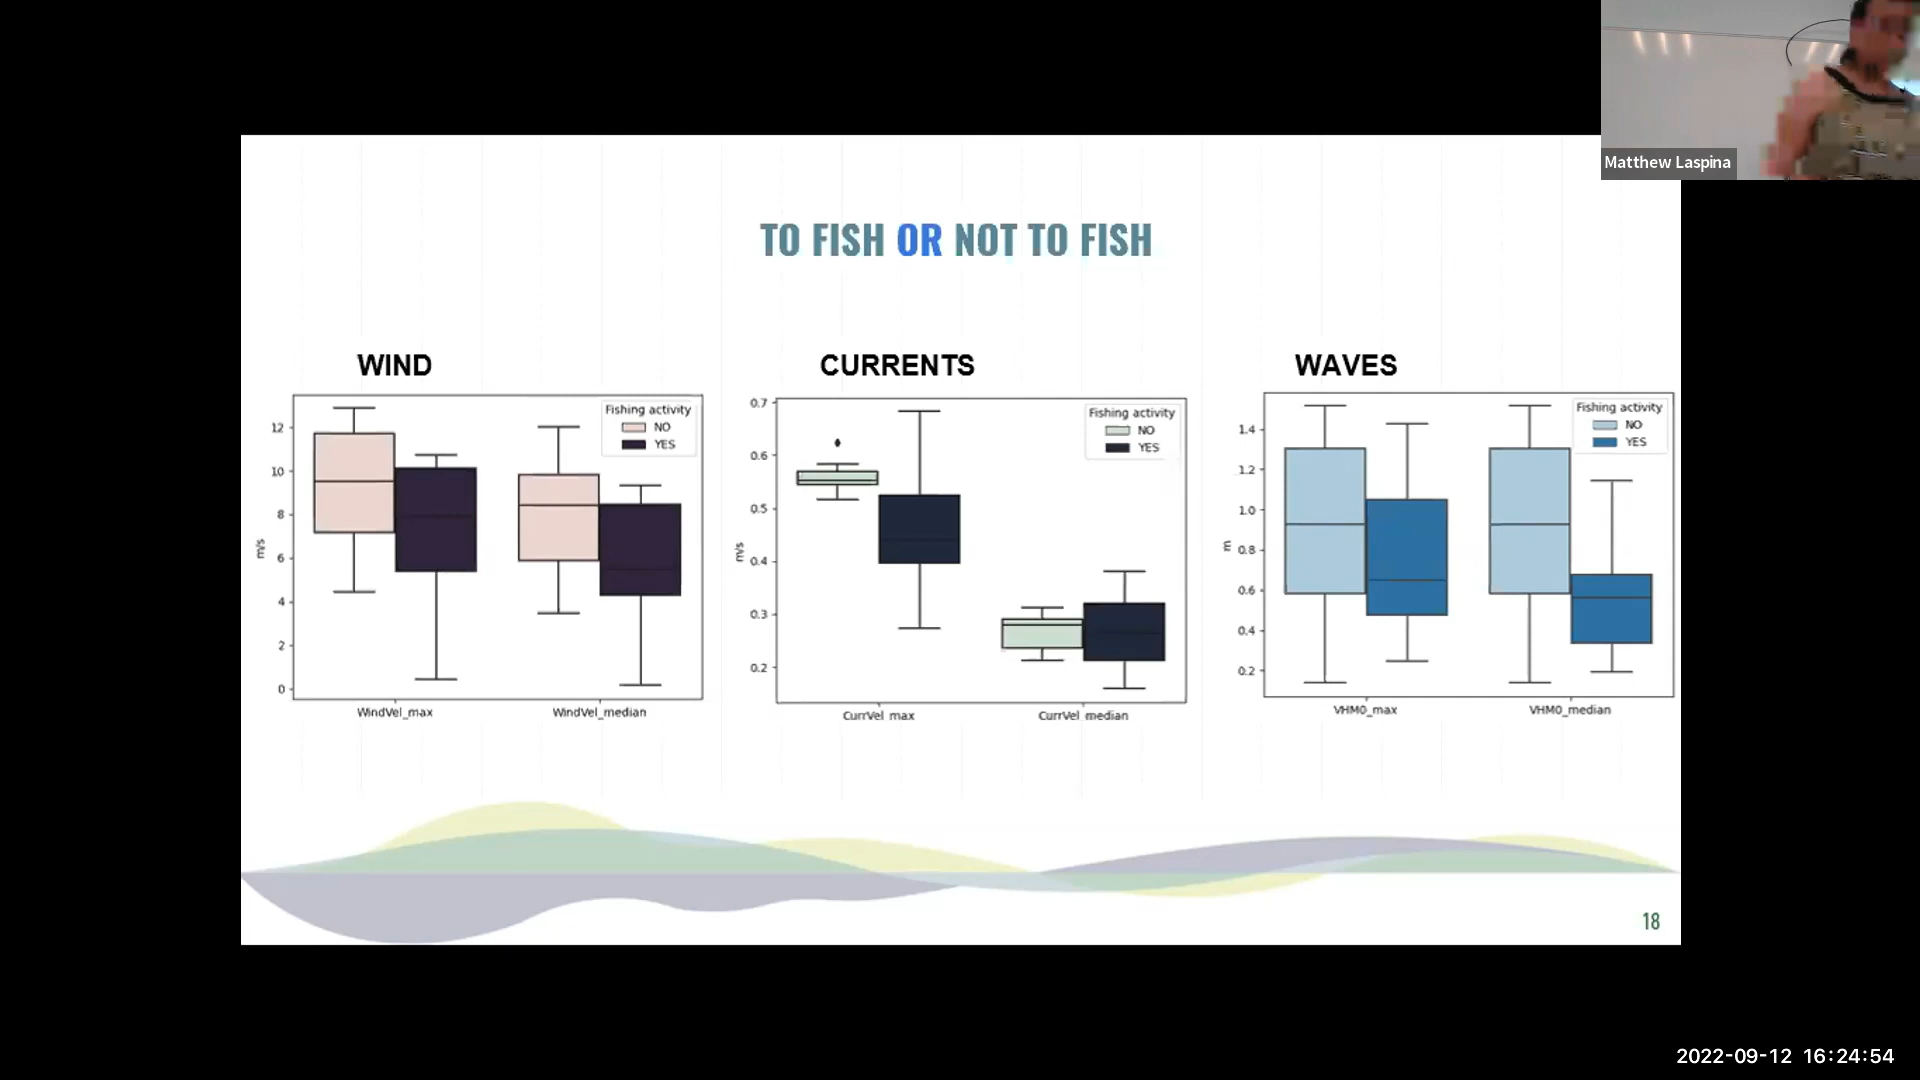 Matthew Laspina
TO FISH OR NOT TO FISH
WIND
Fishing activity
NO
YES
12
10
8
6
4
2
0
m/s
WindVel_max
WindVel_median
CURRENTS
Fishing activity
NO
YES
0.7
0.6
0.5
0.4
0.3
0.2
m/s
CurrVel_max
CurrVel_median
WAVES
Fishing activity
NO
YES
1.4
1.2
1.0
0.8
0.6
0.4
0.2
m
VHM0_max
VHM0_median
18
2022-09-12 16:24:54